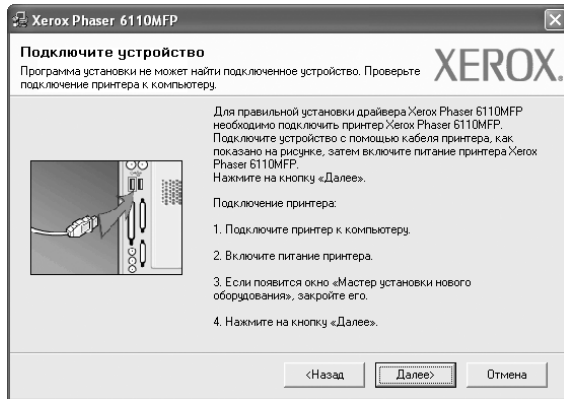 Xerox Phaser 6110MFP
Подключите устройство
Программа установки не может найти подключенное устройство. Проверьте
подключение принтера к компьютеру.
XEROX.
Для правильной установки драйвера Xerox Phaser 6110MFP
необходимо подключить принтер Xerox Phaser 6110MFP.
Подключите устройство с помощью кабеля принтера, как
показано на рисунке, затем включите питание принтера Xerox
Phaser 6110MFP.
Нажмите на кнопку «Далее».
Подключение принтера:
1. Подключите принтер к компьютеру.
2. Включите питание принтера.
3. Если появится окно «Мастер установки нового
оборудования», закройте его.
4. Нажмите на кнопку «Далее».
<Назад
Далее>
Отмена